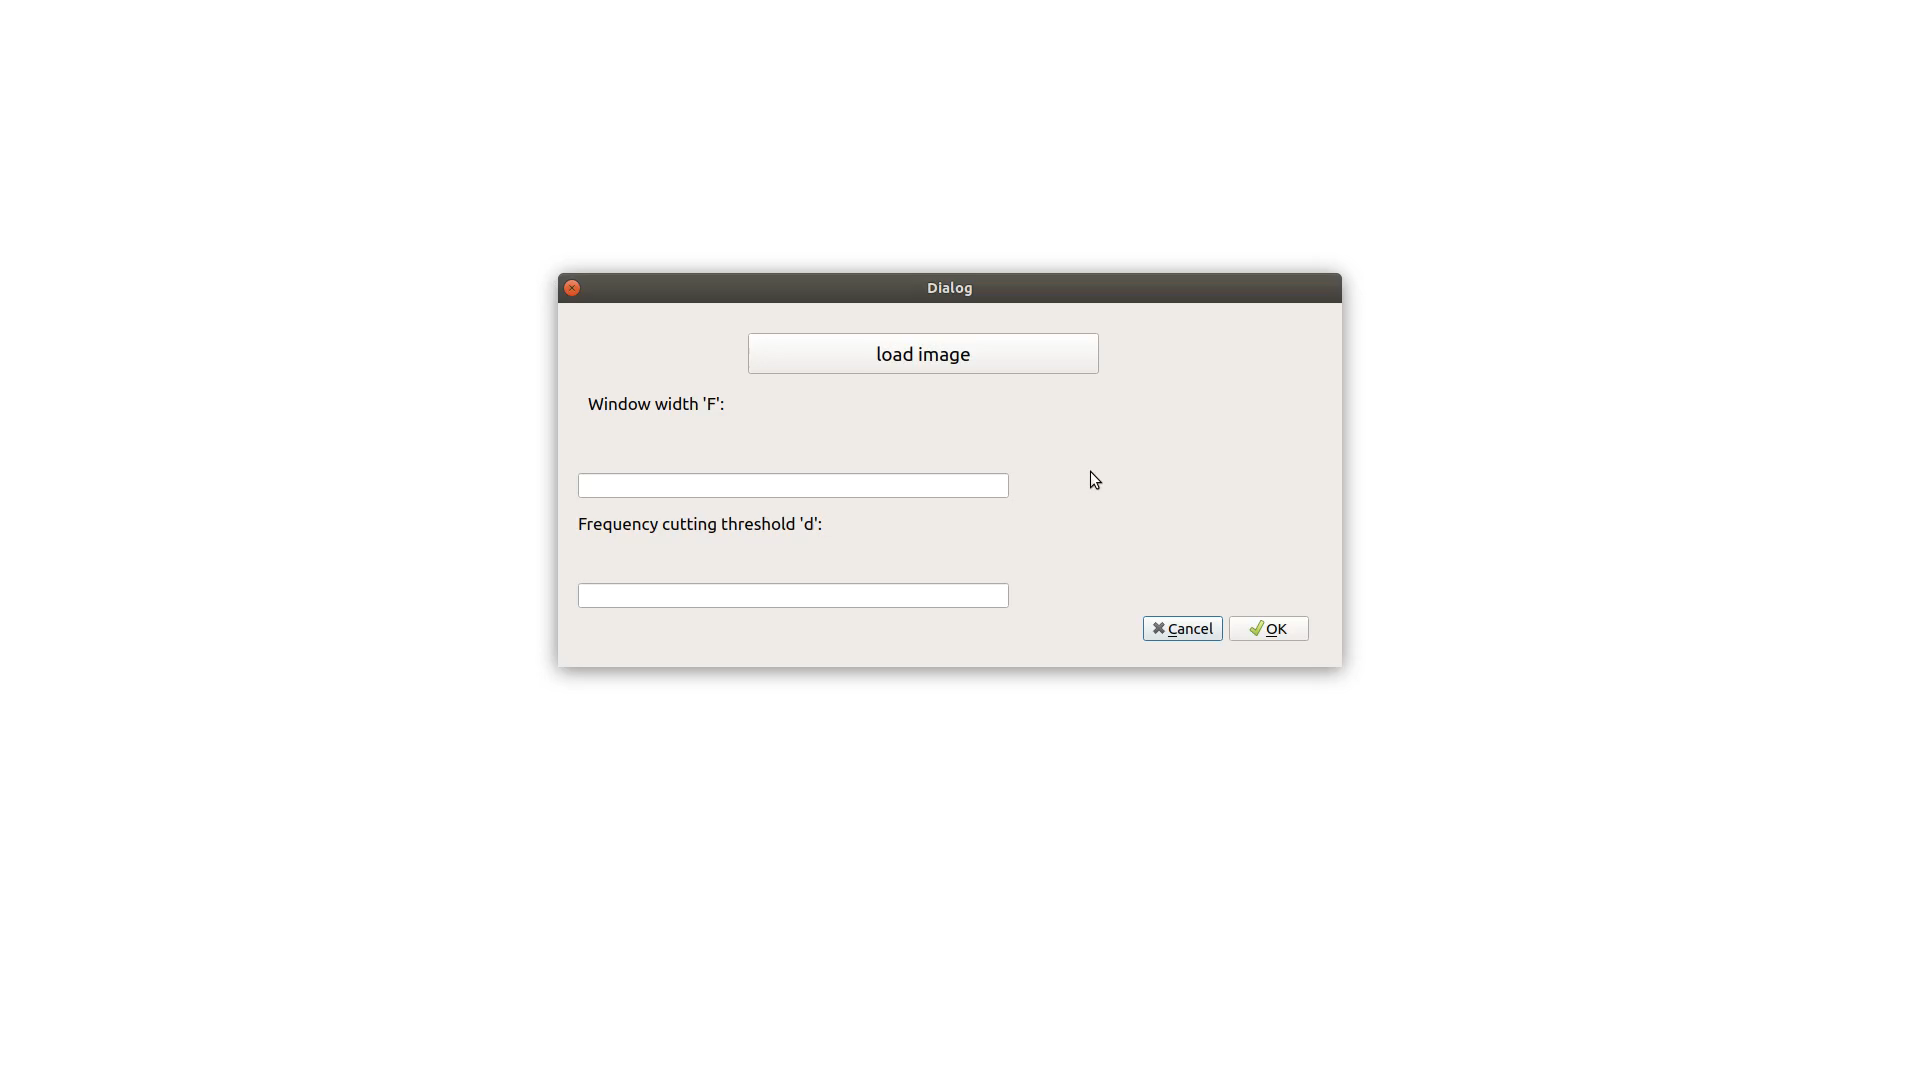 Dialog
load image
Window width 'F':
Frequency cutting threshold 'd':
Cancel
OK